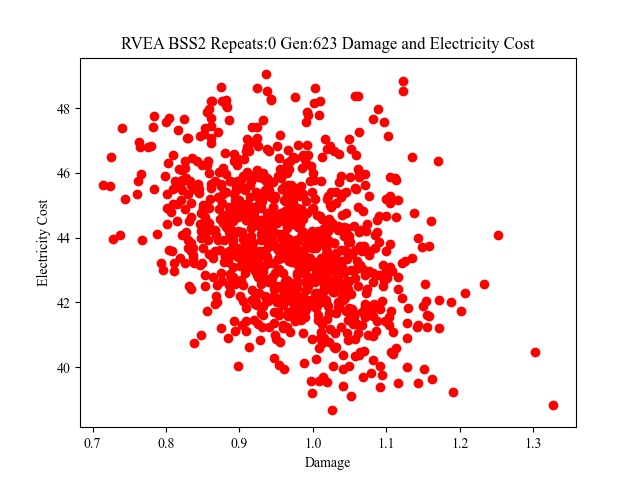 RVEA BSS2 Repeats:0 Gen:623 Damage and Electricity Cost
Electricity Cost
48
46
44
42
40
0.7 0.8 0.9 1.0 1.1 1.2 1.3
Damage